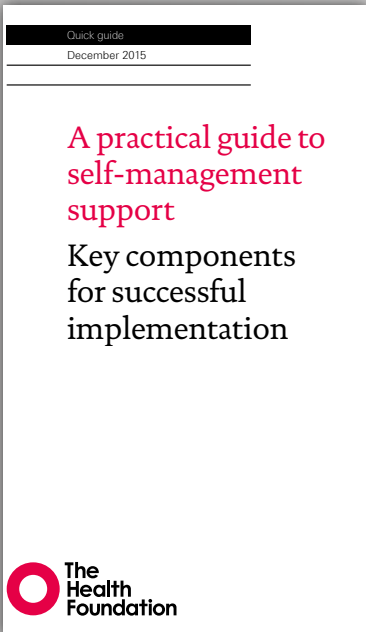 Quick guide
December 2015
A practical guide to
self-management
support
Key components
for successful
implementation
The
Health
Foundation